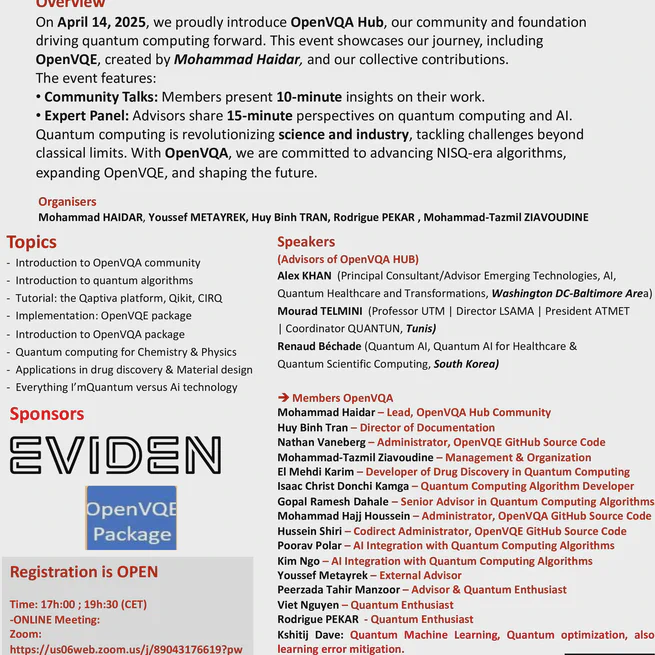 Overview
On April 14, 2025, we proudly introduce OpenVQA Hub, our community and foundation
driving quantum computing forward. This event showcases our journey, including
OpenVQE, created by Mohammad Haidar, and our collective contributions.
The event features:
• Community Talks: Members present 10-minute insights on their work.
• Expert Panel: Advisors share 15-minute perspectives on quantum computing and AI.
Quantum computing is revolutionizing science and industry, tackling challenges beyond
classical limits. With OpenVQA, we are committed to advancing NISQ-era algorithms,
expanding OpenVQE, and shaping the future.
Organisers
Mohammad HAIDAR, Youssef METAYREK, Huy Binh TRAN, Rodrigue PEKAR , Mohammad-Tazmil ZIAVOUDINE
Topics
- Introduction to OpenVQA community
- Introduction to quantum algorithms
- Tutorial: the Qaptiva platform, Qikit, CIRQ
- Implementation: OpenVQE package
- Introduction to OpenVQA package
- Quantum computing for Chemistry & Physics
- Applications in drug discovery & Material design
- Everything I'mQuantum versus Ai technology
Sponsors
EVIDEN
OpenVQE
Package
Registration is OPEN
Time: 17h:00 ; 19h:30 (CET)
-ONLINE Meeting:
Zoom:
https://us06web.zoom.us/j/89043176619?pw
Speakers
(Advisors of OpenVQA HUB)
Alex KHAN (Principal Consultant/Advisor Emerging Technologies, AI,
Quantum Healthcare and Transformations, Washington DC-Baltimore Area)
Mourad TELMINI (Professor UTM | Director LSAMA | President ATMET
| Coordinator QUANTUN, Tunis)
Renaud Béchade (Quantum AI, Quantum AI for Healthcare &
Quantum Scientific Computing, South Korea)
➔ Members OpenVQA
Mohammad Haidar – Lead, OpenVQA Hub Community
Huy Binh Tran – Director of Documentation
Nathan Vaneberg – Administrator, OpenVQE GitHub Source Code
Mohammad-Tazmil Ziavoudine – Management & Organization
El Mehdi Karim – Developer of Drug Discovery in Quantum Computing
Isaac Christ Donchi Kamga – Quantum Computing Algorithm Developer
Gopal Ramesh Dahale – Senior Advisor in Quantum Computing Algorithms
Mohammad Hajj Houssein – Administrator, OpenVQA GitHub Source Code
Hussein Shiri – Codirect Administrator, OpenVQE GitHub Source Code
Poorav Polar – AI Integration with Quantum Computing Algorithms
Kim Ngo – AI Integration with Quantum Computing Algorithms
Youssef Metayrek – External Advisor
Peerzada Tahir Manzoor – Advisor & Quantum Enthusiast
Viet Nguyen – Quantum Enthusiast
Rodrigue PEKAR - Quantum Enthusiast
Kshitij Dave: Quantum Machine Learning, Quantum optimization, also
learning error mitigation.